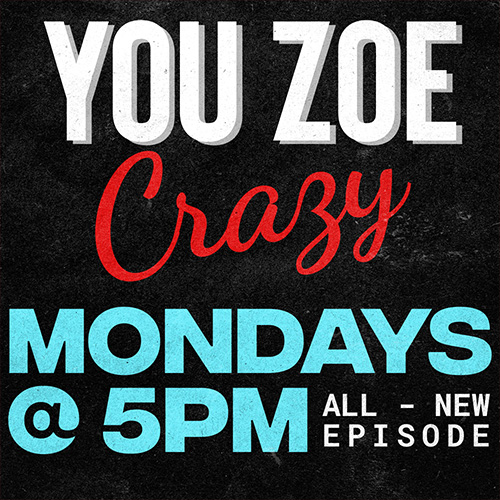 YOU ZOE
Crazy
MONDAYS
@ 5PM ALL - NEW
EPISODE